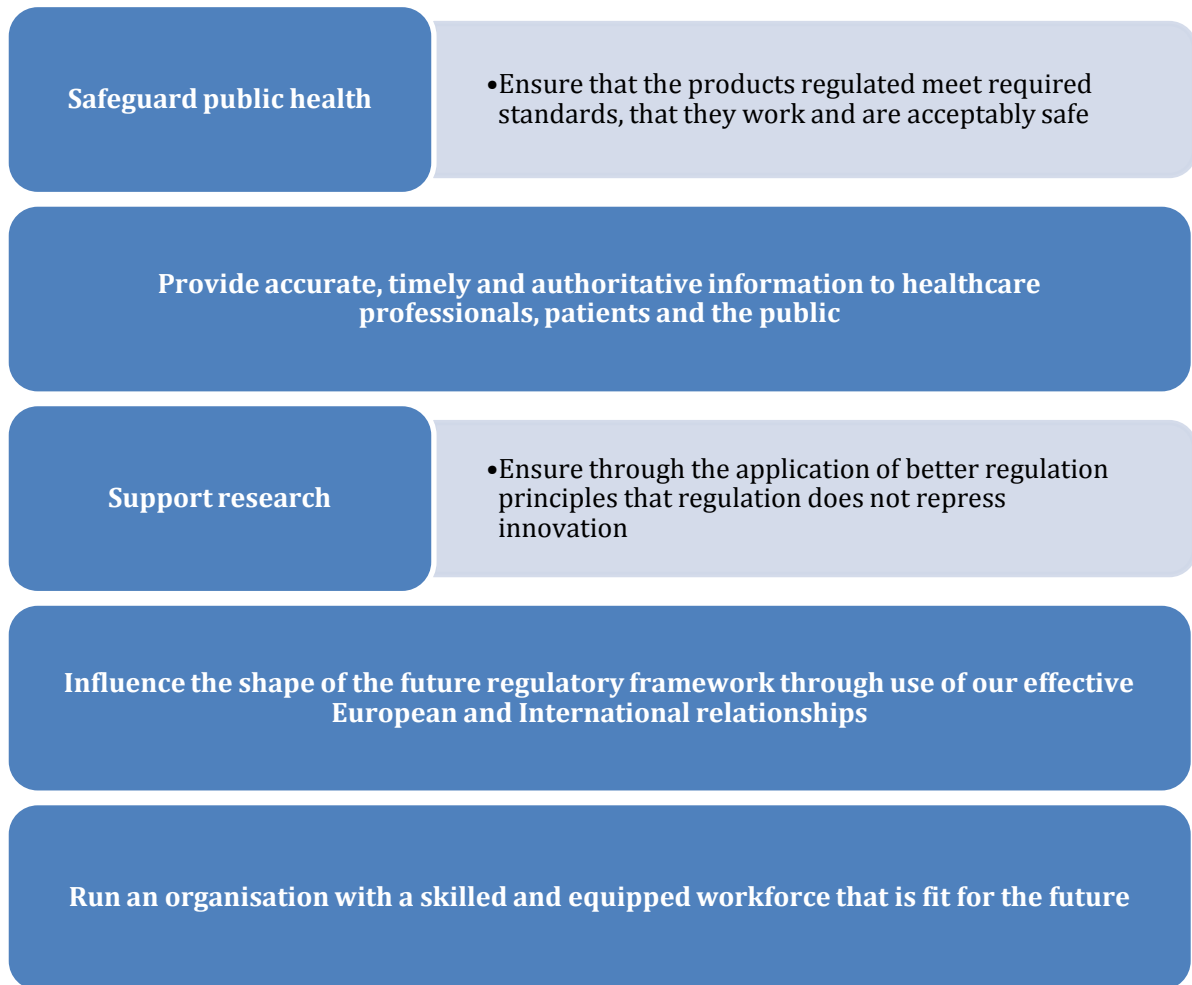 Safeguard public health
•Ensure that the products regulated meet required
standards, that they work and are acceptably safe
Provide accurate, timely and authoritative information to healthcare
professionals, patients and the public
Support research
•Ensure through the application of better regulation
principles that regulation does not repress
innovation
Influence the shape of the future regulatory framework through use of our effective
European and International relationships
Run an organisation with a skilled and equipped workforce that is fit for the future